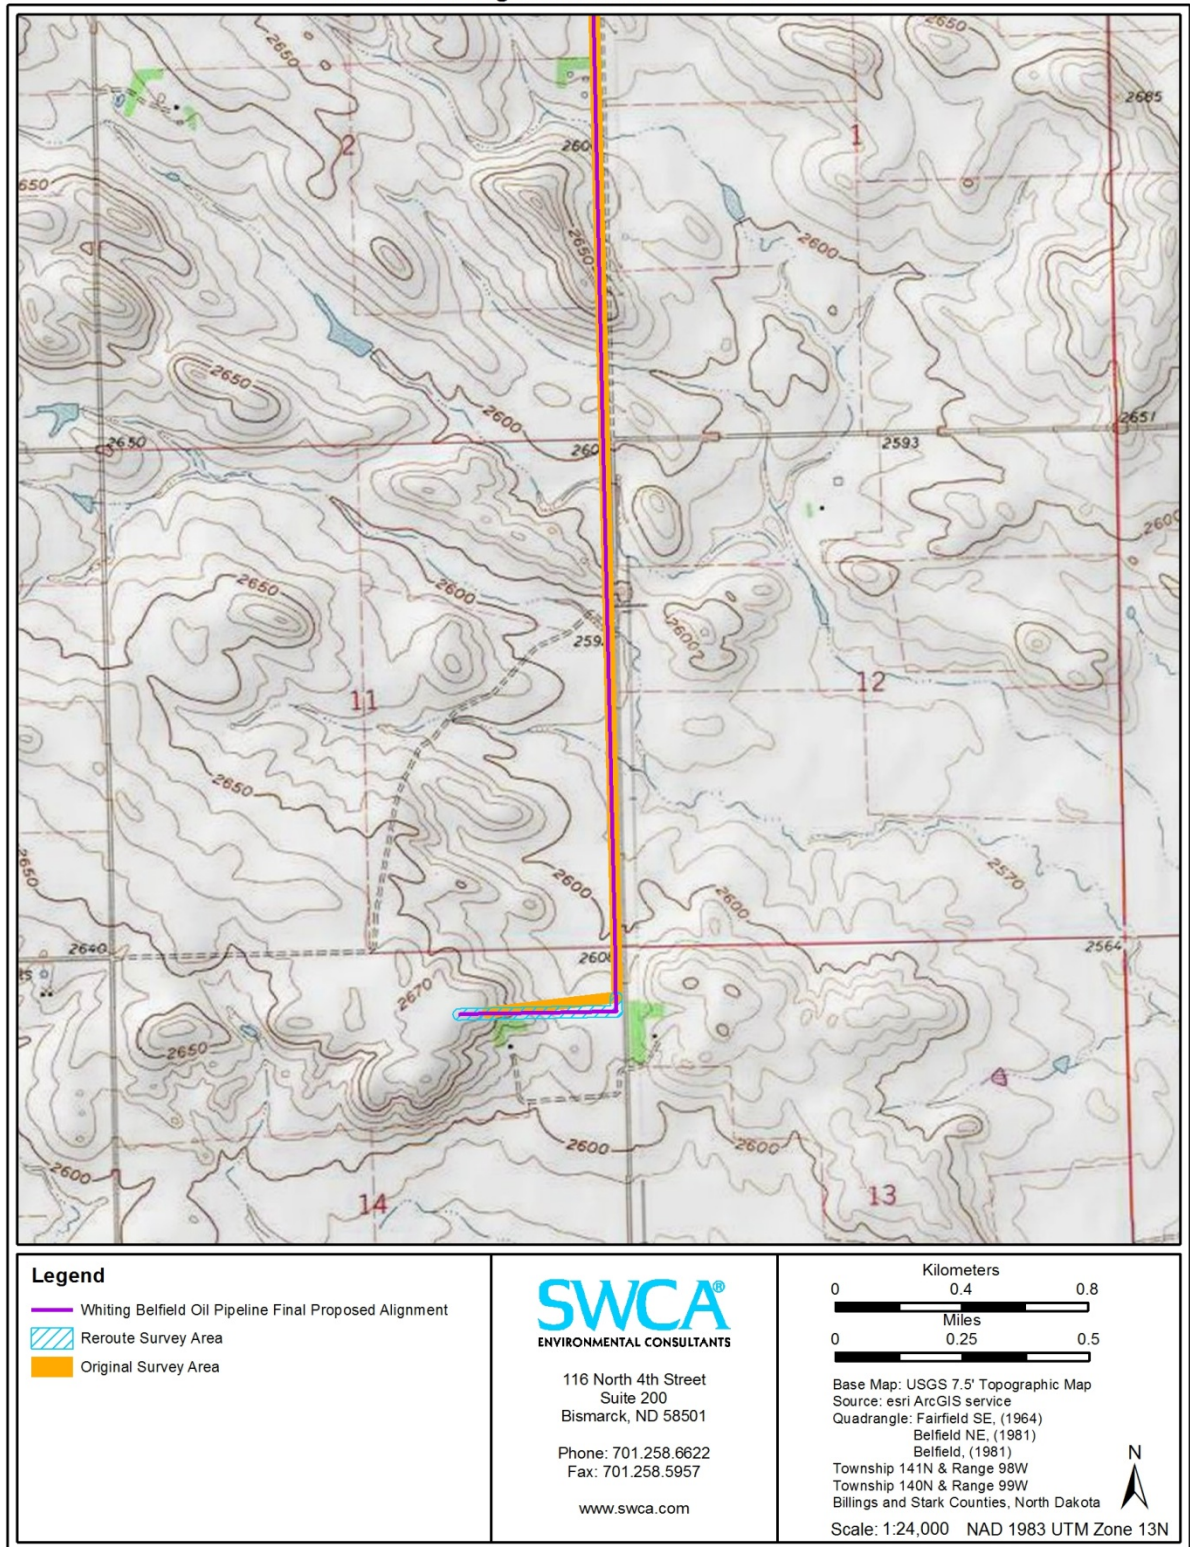 2650
2685
2
1
2600
2650
2650
2600
2650
2600
2650
2651
2650
2593
2600
2650
2600
2600?
11
12
2650
2650
2600
2570
2600
2640
2564
2670
2650
2600
2600
2600
14
13
Legend
Whiting Belfield Oil Pipeline Final Proposed Alignment
Reroute Survey Area
Original Survey Area
SWCA®
ENVIRONMENTAL CONSULTANTS
116 North 4th Street
Suite 200
Bismarck, ND 58501
Phone: 701.258.6622
Fax: 701.258.5957
www.swca.com
Kilometers
0 0.4 0.8
Miles
0 0.25 0.5
Base Map: USGS 7.5' Topographic Map
Source: esri ArcGIS service
Quadrangle: Fairfield SE, (1964)
Belfield NE, (1981)
Belfield, (1981)
Township 141N & Range 98W
Township 140N & Range 99W
Billings and Stark Counties, North Dakota
N
Scale: 1:24,000 NAD 1983 UTM Zone 13N